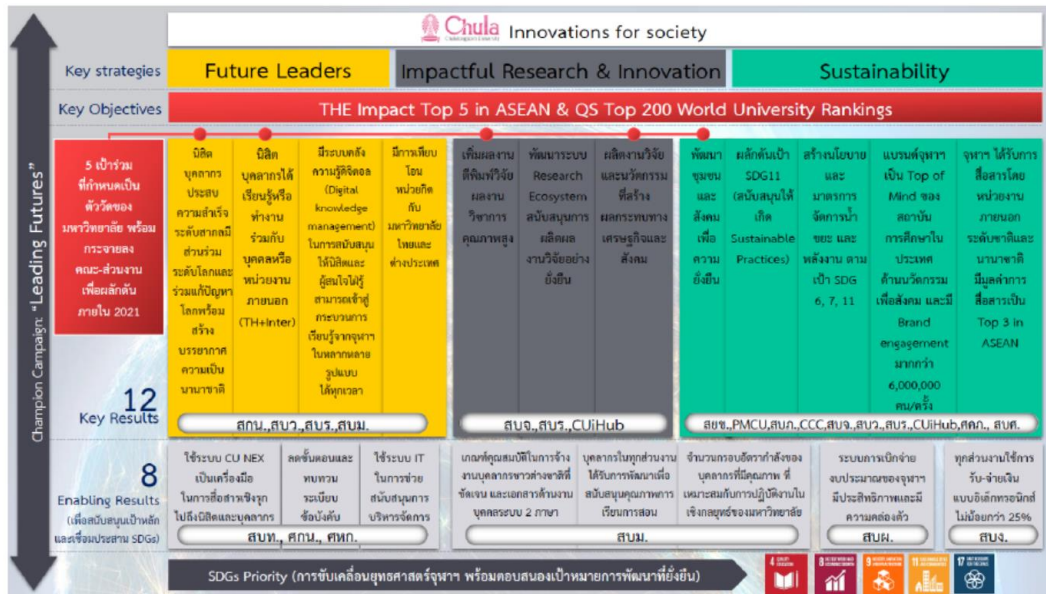 Chula
Chulalongkorn University
Innovations for society
Key strategies
Future Leaders
Impactful Research & Innovation
Sustainability
Key Objectives
THE Impact Top 5 in ASEAN & QS Top 200 World University Rankings
Champion Campaign: "Leading Futures"
5 เป้าร่วม
ที่กำหนดเป็น
ตัววัดของ
มหาวิทยาลัย พร้อม
กระจายลง
คณะ-ส่วนงาน
เพื่อผลักดัน
ภายใน 2021
12
Key Results
นิสิต
บุคลากร
ประสบ
ความสำเร็จ
ระดับสากลมี
ส่วนร่วม
ระดับโลกและ
ร่วมแก้ปัญหา
โลกพร้อม
สร้าง
บรรยากาศ
ความเป็น
นานาชาติ
นิสิต
บุคลากรได้
เรียนรู้หรือ
ทำงาน
ร่วมกับ
บุคคลหรือ
หน่วยงาน
ภายนอก
(TH+Inter)
มีระบบคลัง
ความรู้ดิจิตอล
(Digital
knowledge
management)
ในการสนับสนุน
ให้นิสิตและ
ผู้สนใจใฝ่รู้
สามารถเข้าสู่
กระบวนการ
เรียนรู้จากจุฬาฯ
ในหลากหลาย
รูปแบบ
ได้ทุกเวลา
มีการเทียบ
โอน
หน่วยกิต
กับ
มหาวิทยาลัย
ไทยและ
ต่างประเทศ
สกน.,สบว.,สบร.,สบม.
เพิ่มผลงาน
ตีพิมพ์วิจัย
ผลงาน
วิชาการ
คุณภาพสูง
พัฒนาระบบ
Research
Ecosystem
สนับสนุนการ
ผลิตผล
งานวิจัยอย่าง
ยั่งยืน
ผลิตงานวิจัย
และนวัตกรรม
ที่สร้าง
ผลกระทบทาง
เศรษฐกิจและ
สังคม
สบจ.,สบร.,CUiHub
พัฒนา
ชุมชน
และ
สังคม
เพื่อ
ความ
ยั่งยืน
ผลักดันเป้า
SDG11
(สนับสนุนให้
เกิด
Sustainable
Practices)
สร้างนโยบาย
และ
มาตรการ
จัดการน้ำ
ขยะ และ
พลังงาน ตาม
เป้า SDG
6, 7, 11
แบรนด์จุฬาฯ
เป็น Top of
Mind ของ
สถาบัน
การศึกษาใน
ประเทศ
ด้านนวัตกรรม
เพื่อสังคม และมี
Brand
engagement
มากกว่า
6,000,000
คน/ครั้ง
จุฬาฯ ได้รับการ
สื่อสารโดย
หน่วยงาน
ภายนอก
ระดับชาติและ
นานาชาติ
มีมูลค่าการ
สื่อสารเป็น
Top 3 in
ASEAN
สยช.,PMCU,สบภ.,CCC,สบจ.,สบว.,สบร.,CUiHub,ศคภ., สบศ.
8
Enabling Results
(เพื่อสนับสนุนเป้าหลัก
และเชื่อมประสาน SDGs)
ใช้ระบบ CU NEX
เป็นเครื่องมือ
ในการสื่อสารเชิงรุก
ไปถึงนิสิตและบุคลากร
ลดขั้นตอนและ
ทบทวน
ระเบียบ
ข้อบังคับ
ใช้ระบบ IT
ในการช่วย
สนับสนุนการ
บริหารจัดการ
สบท., ศกน., ศหก.
เกณฑ์คุณสมบัติในการจ้าง
งานบุคลากรชาวต่างชาติที่
ชัดเจน และเอกสารด้านงาน
บุคคลระบบ 2 ภาษา
บุคลากรในทุกส่วนงาน
ได้รับการพัฒนาเพื่อ
สนับสนุนคุณภาพการ
เรียนการสอน
จำนวนกรอบอัตรากำลังของ
บุคลากรที่มีคุณภาพ ที่
เหมาะสมกับการปฏิบัติงานใน
เชิงกลยุทธ์ของมหาวิทยาลัย
สบม.
ระบบการเบิกจ่าย
งบประมาณของจุฬาฯ
มีประสิทธิภาพและมี
ความคล่องตัว
สบผ.
ทุกส่วนงานใช้การ
รับ-จ่ายเงิน
แบบอิเล็กทรอนิกส์
ไม่น้อยกว่า 25%
สบง.
SDGs Priority (การขับเคลื่อนยุทธศาสตร์จุฬาฯ พร้อมตอบสนองเป้าหมายการพัฒนาที่ยั่งยืน)
4 QUALITY EDUCATION
8
9
11
17